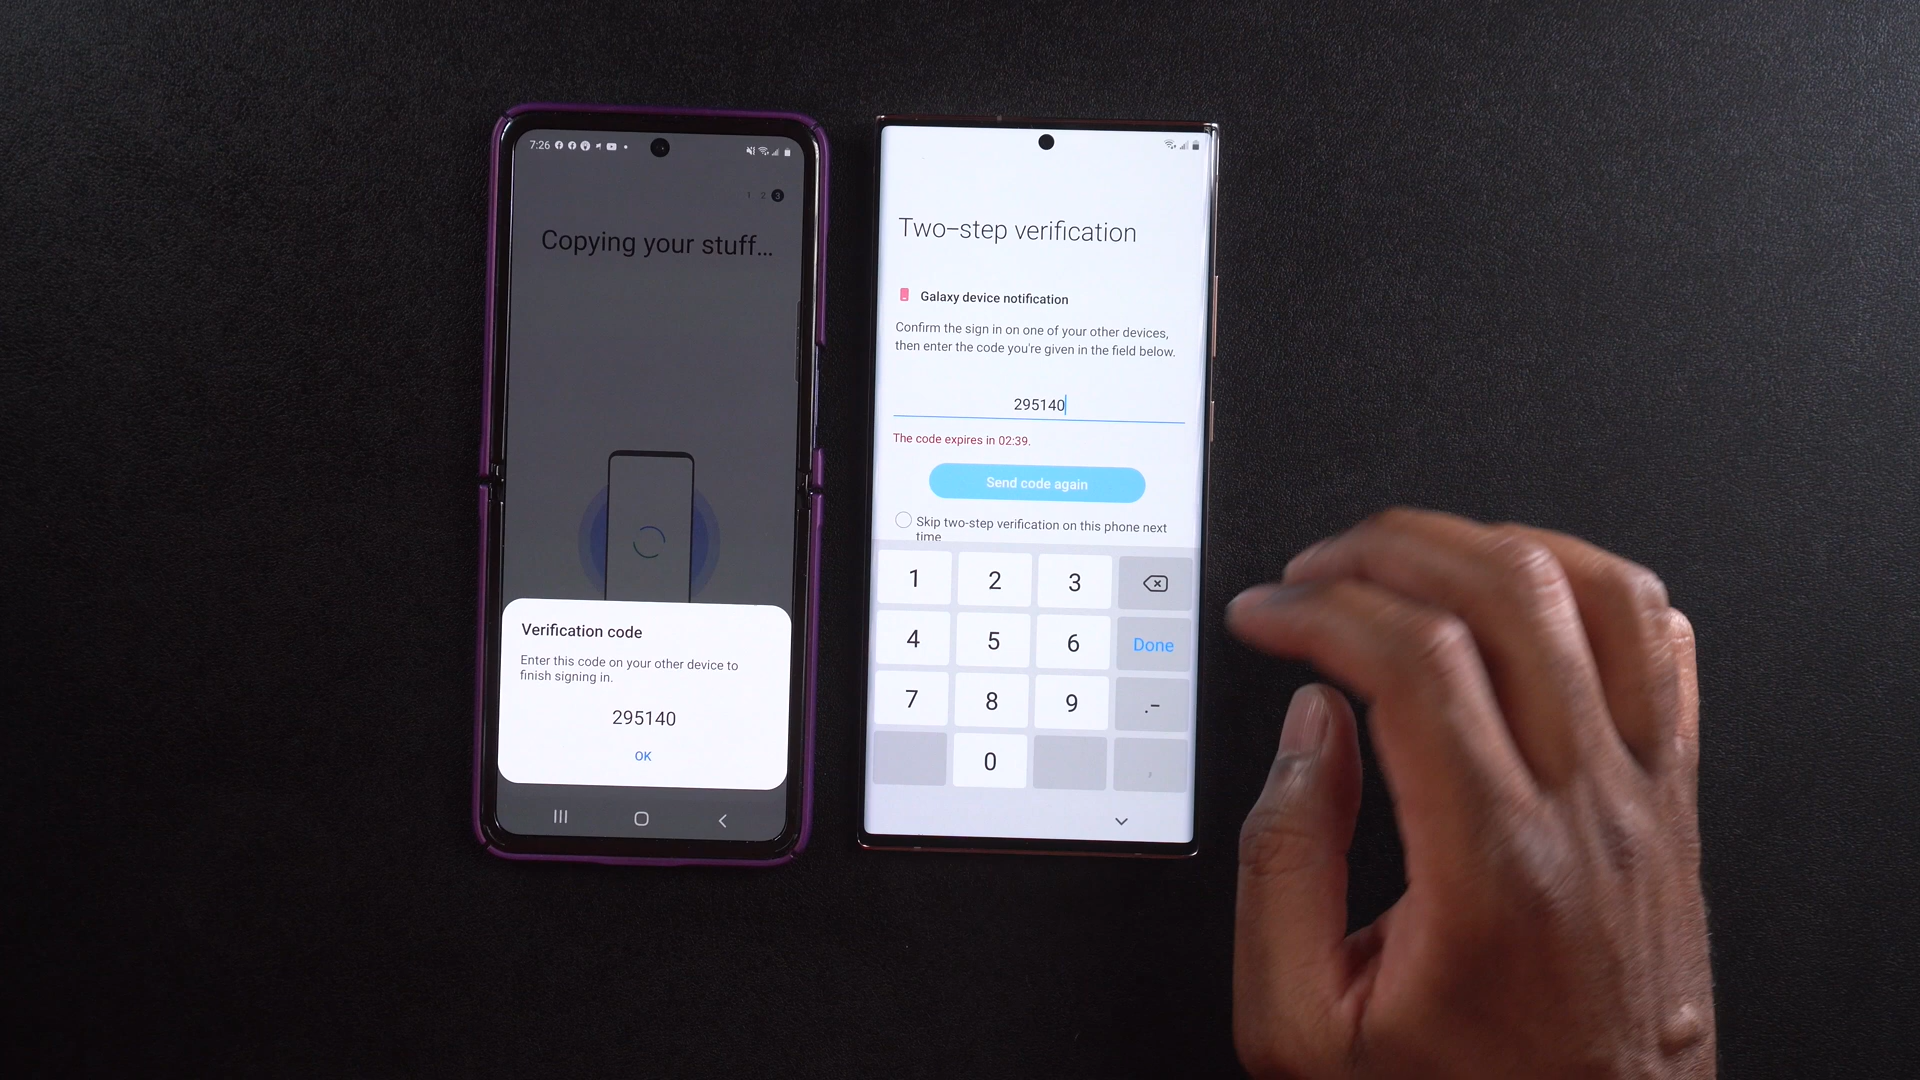 7:26
1 2 3
Copying your stuff...
Verification code
Enter this code on your other device to
finish signing in.
295140
OK
Two-step verification
Galaxy device notification
Confirm the sign in on one of your other devices,
then enter the code you're given in the field below.
295140
The code expires in 02:39.
Send code again
Skip two-step verification on this phone next
time
1 2 3
4 5 6 Done
7 8 9 .-
0 ,